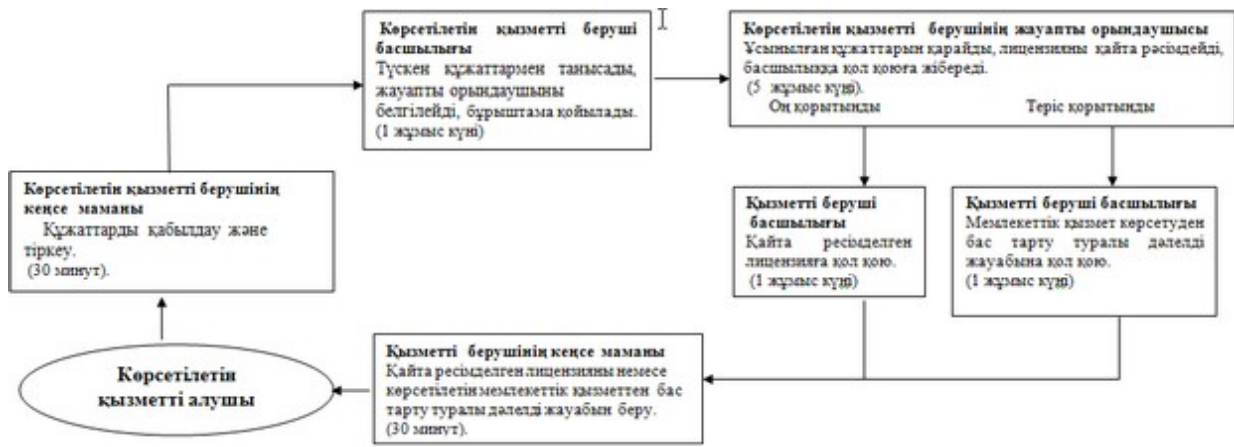 Көрсетілетін қызметті беруші
басшылығы
Түскен құжаттармен танысады,
жауапты орындаушыны
белгілейді, бұрыштама қойылады.
(1 жұмыс күні)
Көрсетілетін қызметті берушінің жауапты орындаушысы
Ұсынылған құжаттарын қарайды, лицензияны қайта рәсімдейді,
басшылыққа қол қоюға жібереді.
(5 жұмыс күні).
Оң қорытынды Теріс қорытынды
Көрсетілетін қызметті берушінің
кеңсе маманы
Құжаттарды қабылдау және
тіркеу.
(30 минут).
Қызметті беруші
басшылығы
Қайта ресімделген
лицензияға қол қою.
(1 жұмыс күні)
Қызметті беруші басшылығы
Мемлекеттік қызмет көрсетуден
бас тарту туралы дәлелді
жауабына қол қою.
(1 жұмыс күні)
Қызметті берушінің кеңсе маманы
Қайта ресімделген лицензияны немесе
көрсетілетін мемлекеттік қызметтен бас
тарту туралы дәлелді жауабын беру.
(30 минут).
Көрсетілетін
қызметті алушы